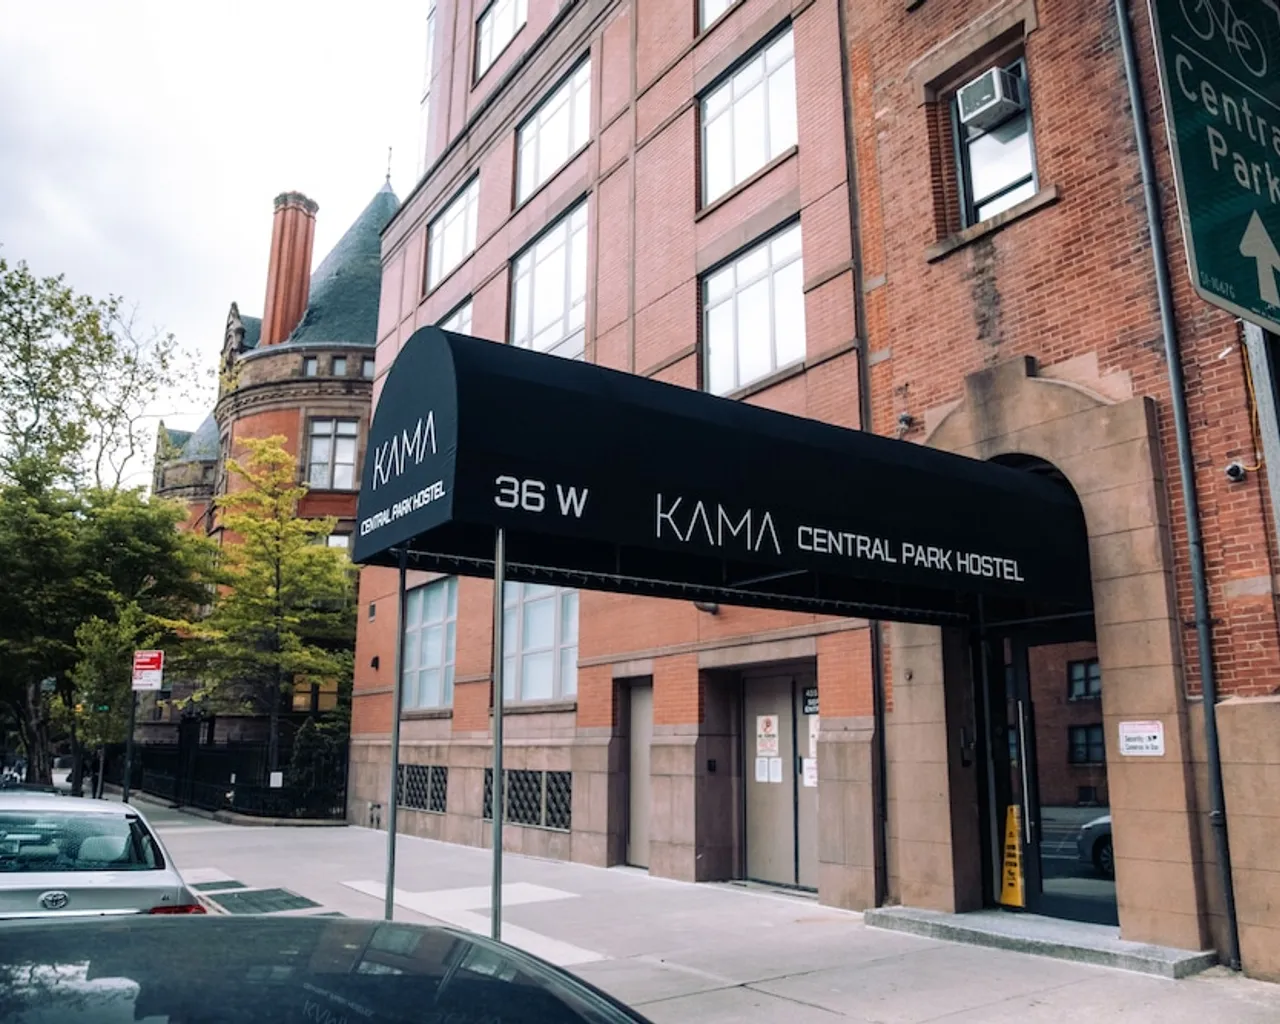 KAMA
CENTRAL PARK HOSTEL
36 W
KAMA CENTRAL PARK HOSTEL
Central
Park